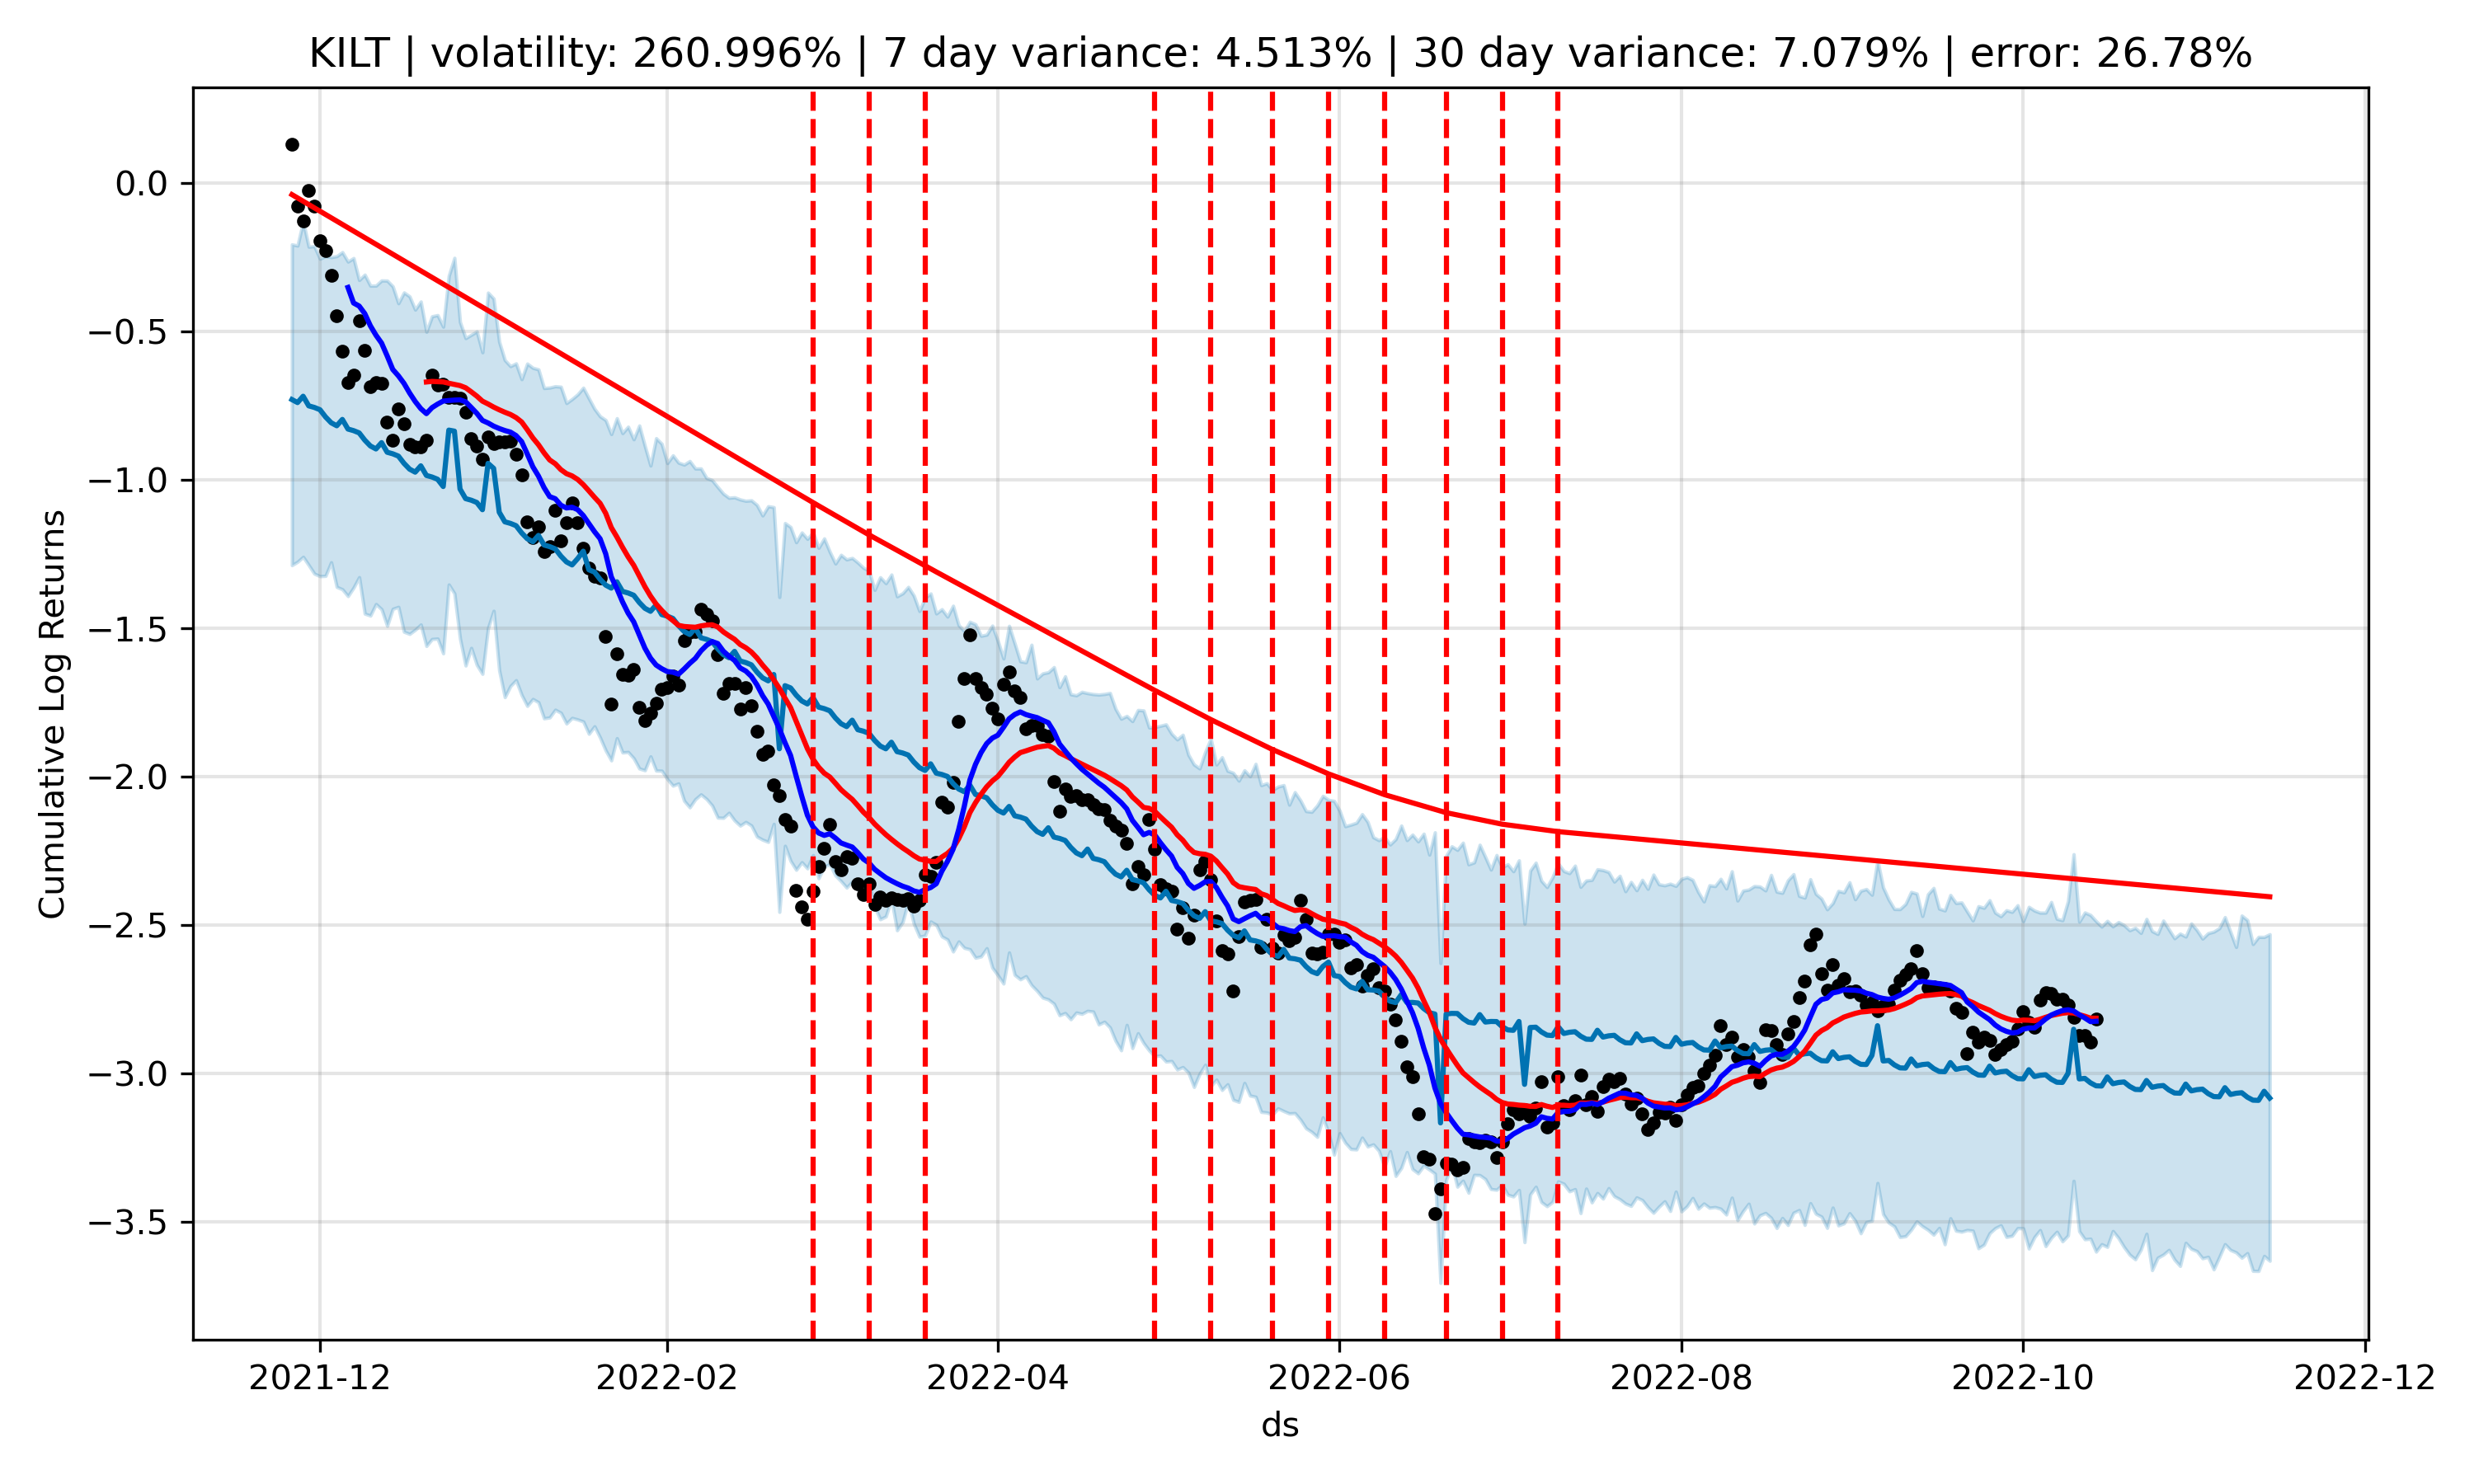 KILT | volatility: 260.996% | 7 day variance: 4.513% | 30 day variance: 7.079% | error: 26.78%
Cumulative Log Returns
0.0
−0.5
−1.0
−1.5
−2.0
−2.5
−3.0
−3.5
2021-12 2022-02 2022-04 2022-06 2022-08 2022-10 2022-12
ds